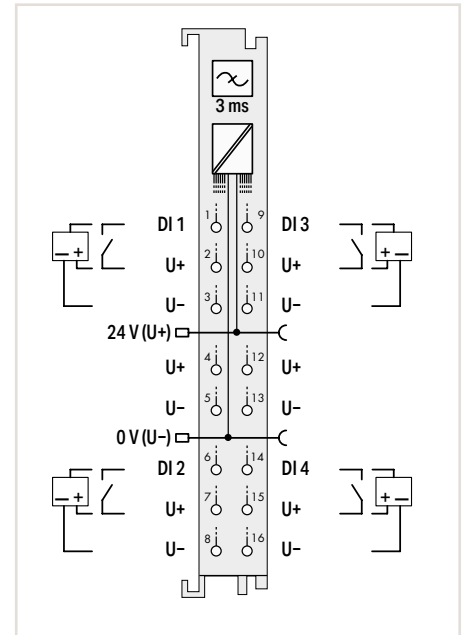 3 ms
DI 1 1 9 DI 3
− + U+ 2 10 U+ − +
U− 3 11 U−
24 V (U+)
U+ 4 12 U+
U− 5 13 U−
0 V (U−)
DI 2 6 14 DI 4
− + U+ 7 15 U+ − +
U− 8 16 U−